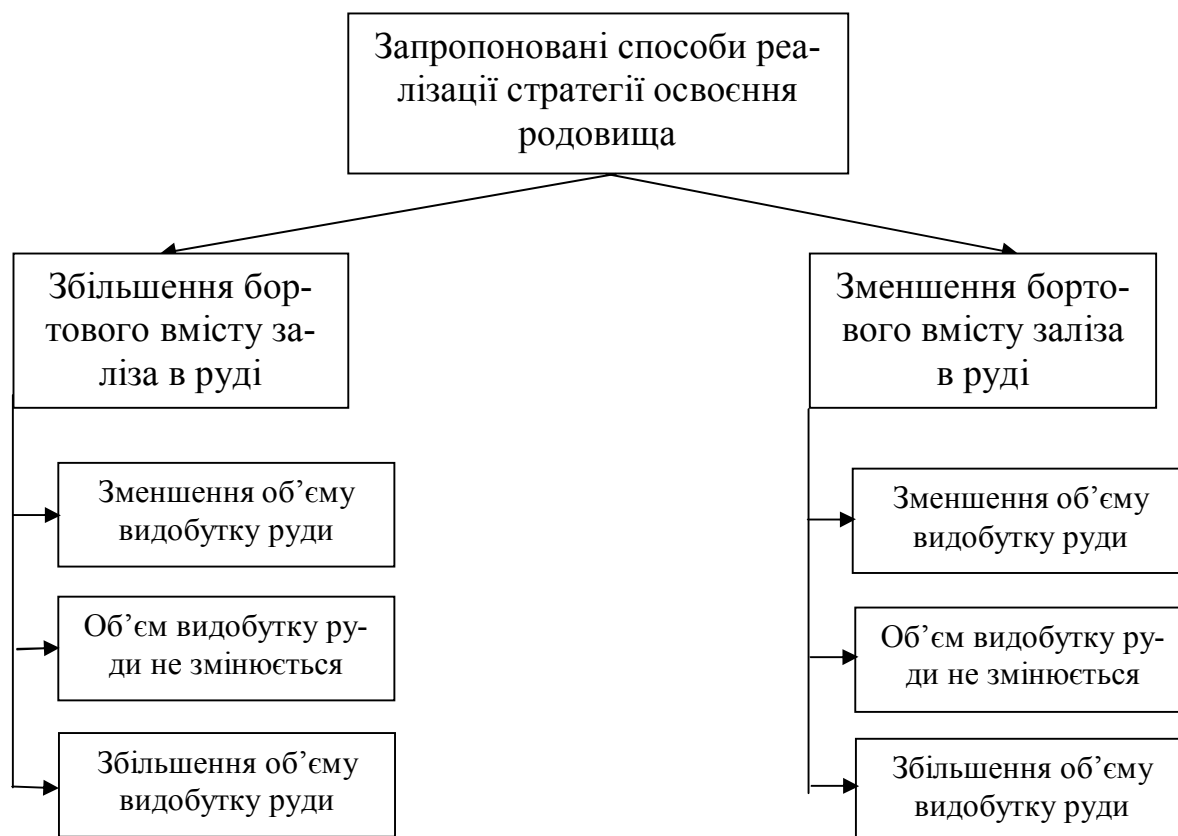 Запропоновані способи реа-
лізації стратегії освоєння
родовища
Збільшення бор-
тового вмісту за-
ліза в руді
Зменшення об’єму
видобутку руди
Об’єм видобутку ру-
ди не змінюється
Збільшення об’єму
видобутку руди
Зменшення борто-
вого вмісту заліза
в руді
Зменшення об’єму
видобутку руди
Об’єм видобутку ру-
ди не змінюється
Збільшення об’єму
видобутку руди